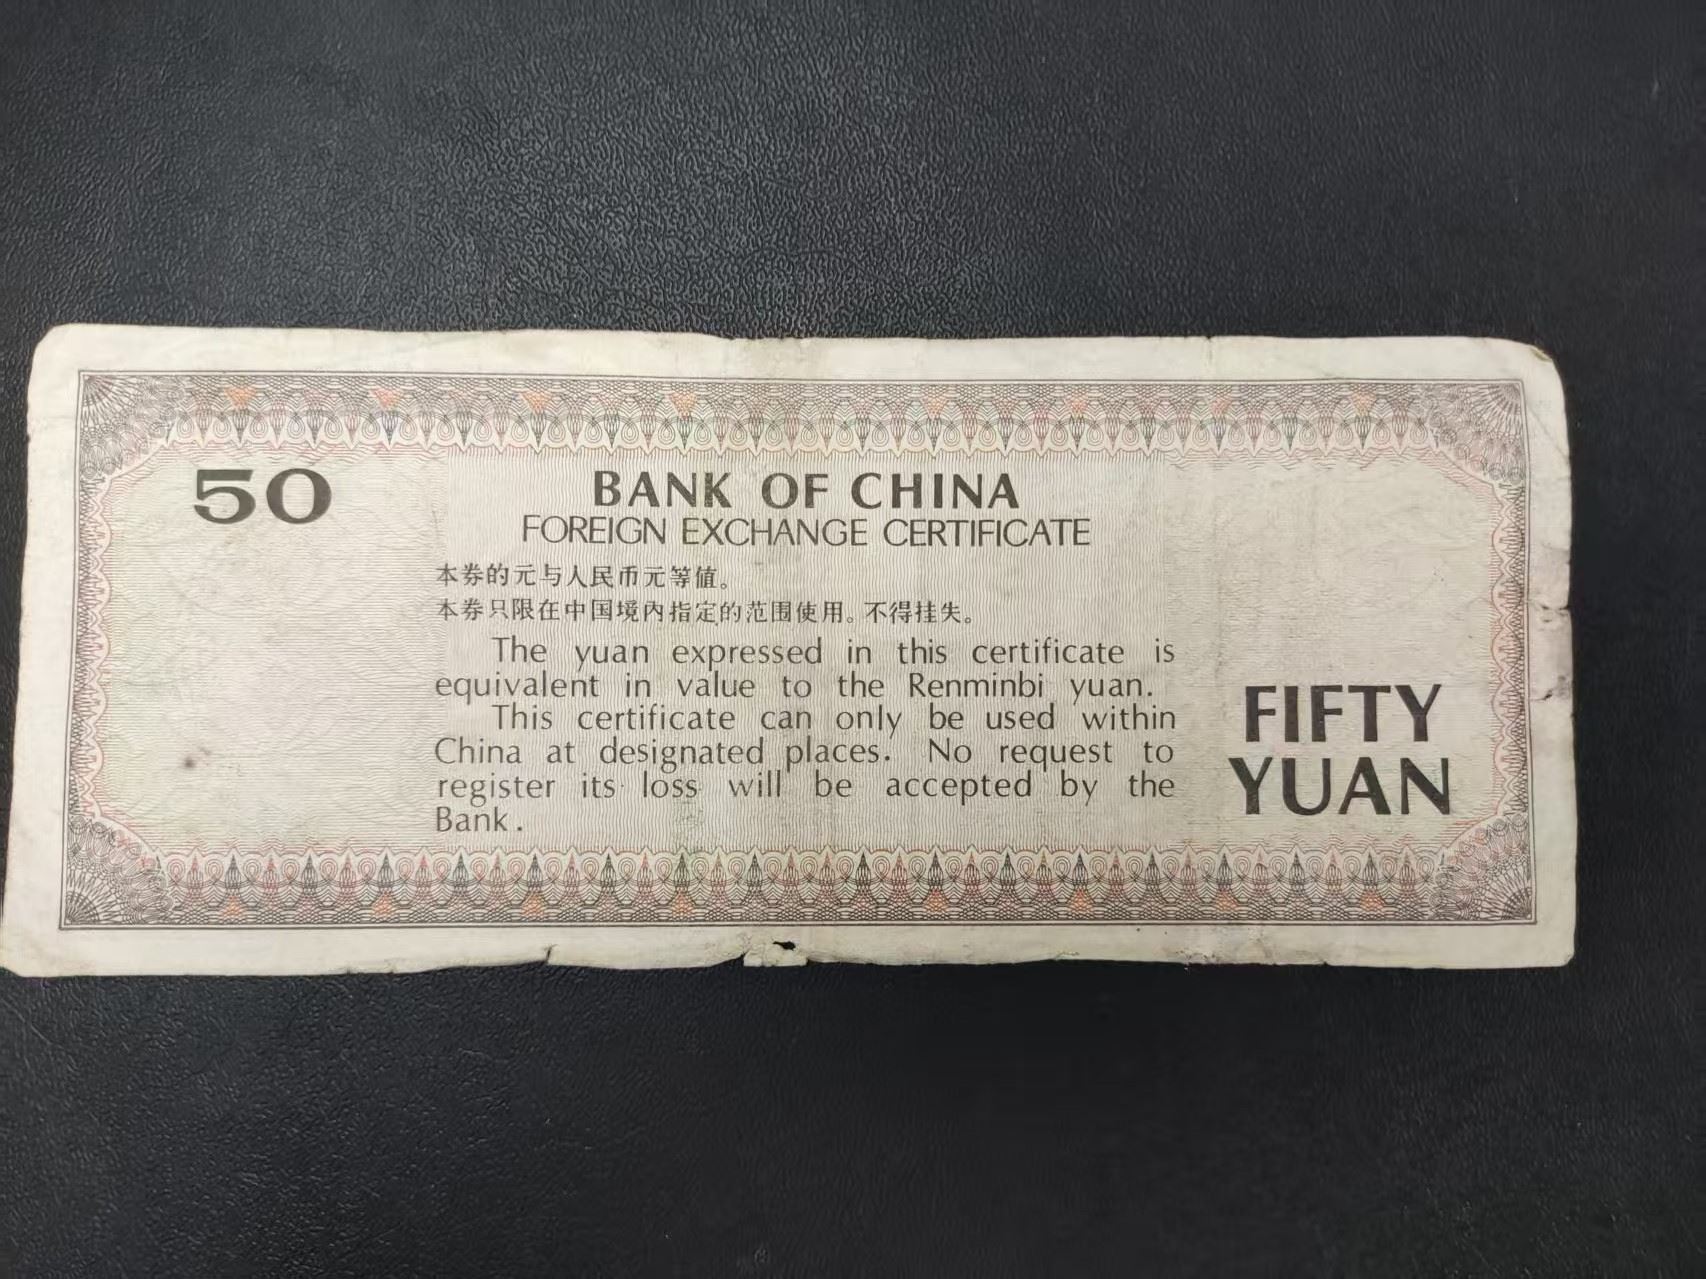 50
BANK OF CHINA
FOREIGN EXCHANGE CERTIFICATE
本券的元与人民币元等值。
本券只限在中国境内指定的范围使用。不得挂失。
The yuan expressed in this certificate is
equivalent in value to the Renminbi yuan.
This certificate can only be used within
China at designated places. No request to
register its loss will be accepted by the
Bank.
FIFTY
YUAN